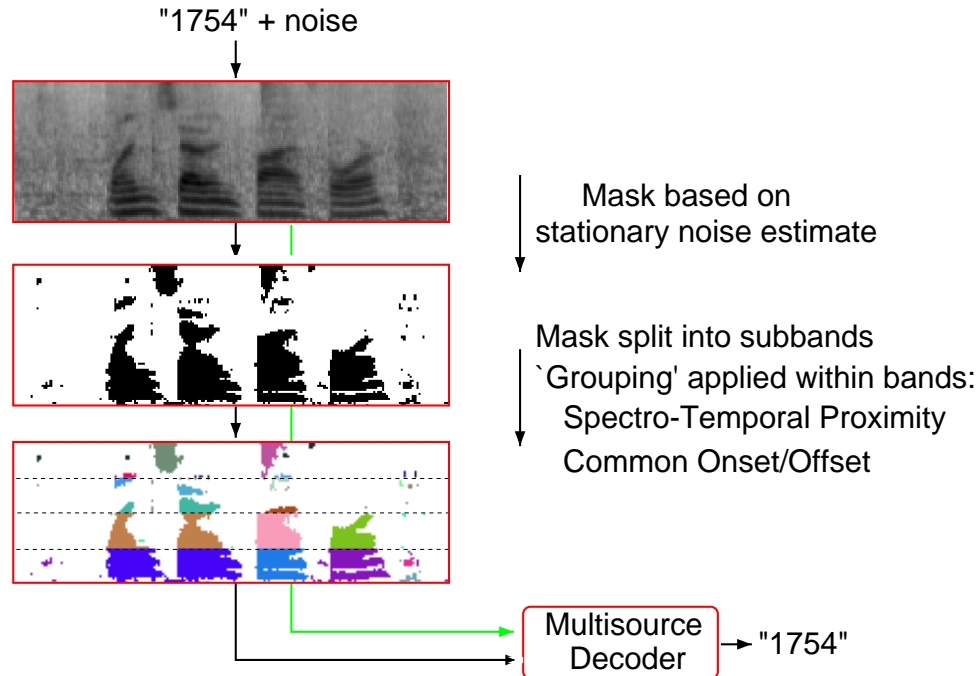 "1754" + noise
Mask based on
stationary noise estimate
Mask split into subbands
`Grouping' applied within bands:
Spectro-Temporal Proximity
Common Onset/Offset
Multisource
Decoder
"1754"